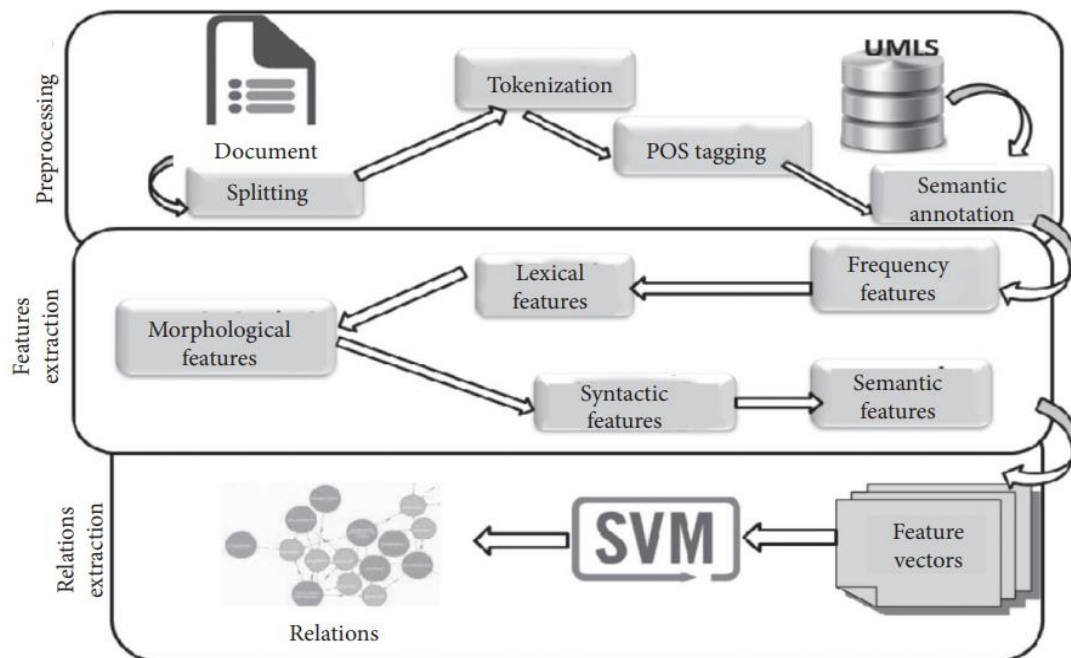 Preprocessing
Document
Splitting
Tokenization
POS tagging
UMLS
Semantic
annotation
Features
extraction
Frequency
features
Lexical
features
Morphological
features
Syntactic
features
Semantic
features
Relations
extraction
Feature
vectors
SVM
Relations